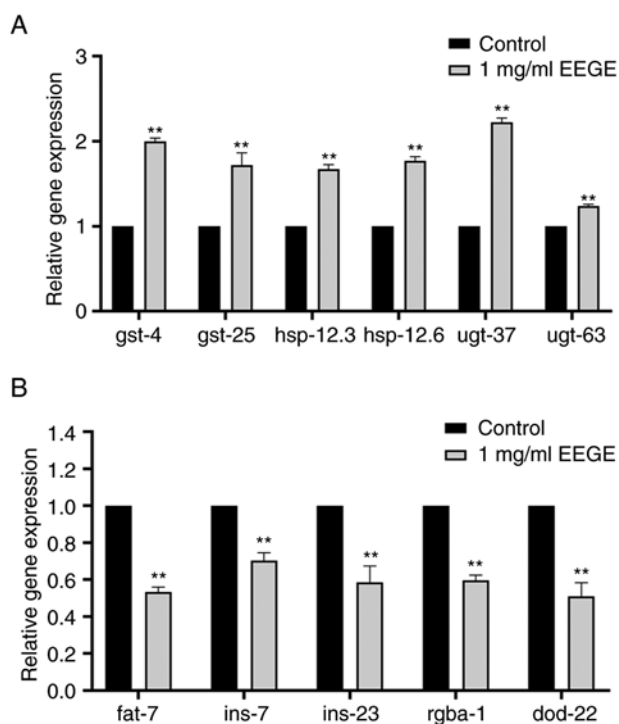 A
Control
1 mg/ml EEGE
Relative gene expression
3
2
1
0
**
**
**
**
**
**
gst-4 gst-25 hsp-12.3 hsp-12.6 ugt-37 ugt-63
B
Control
1 mg/ml EEGE
Relative gene expression
1.4
1.2
1.0
0.8
0.6
0.4
0.2
0.0
**
**
**
**
**
fat-7 ins-7 ins-23 rgba-1 dod-22